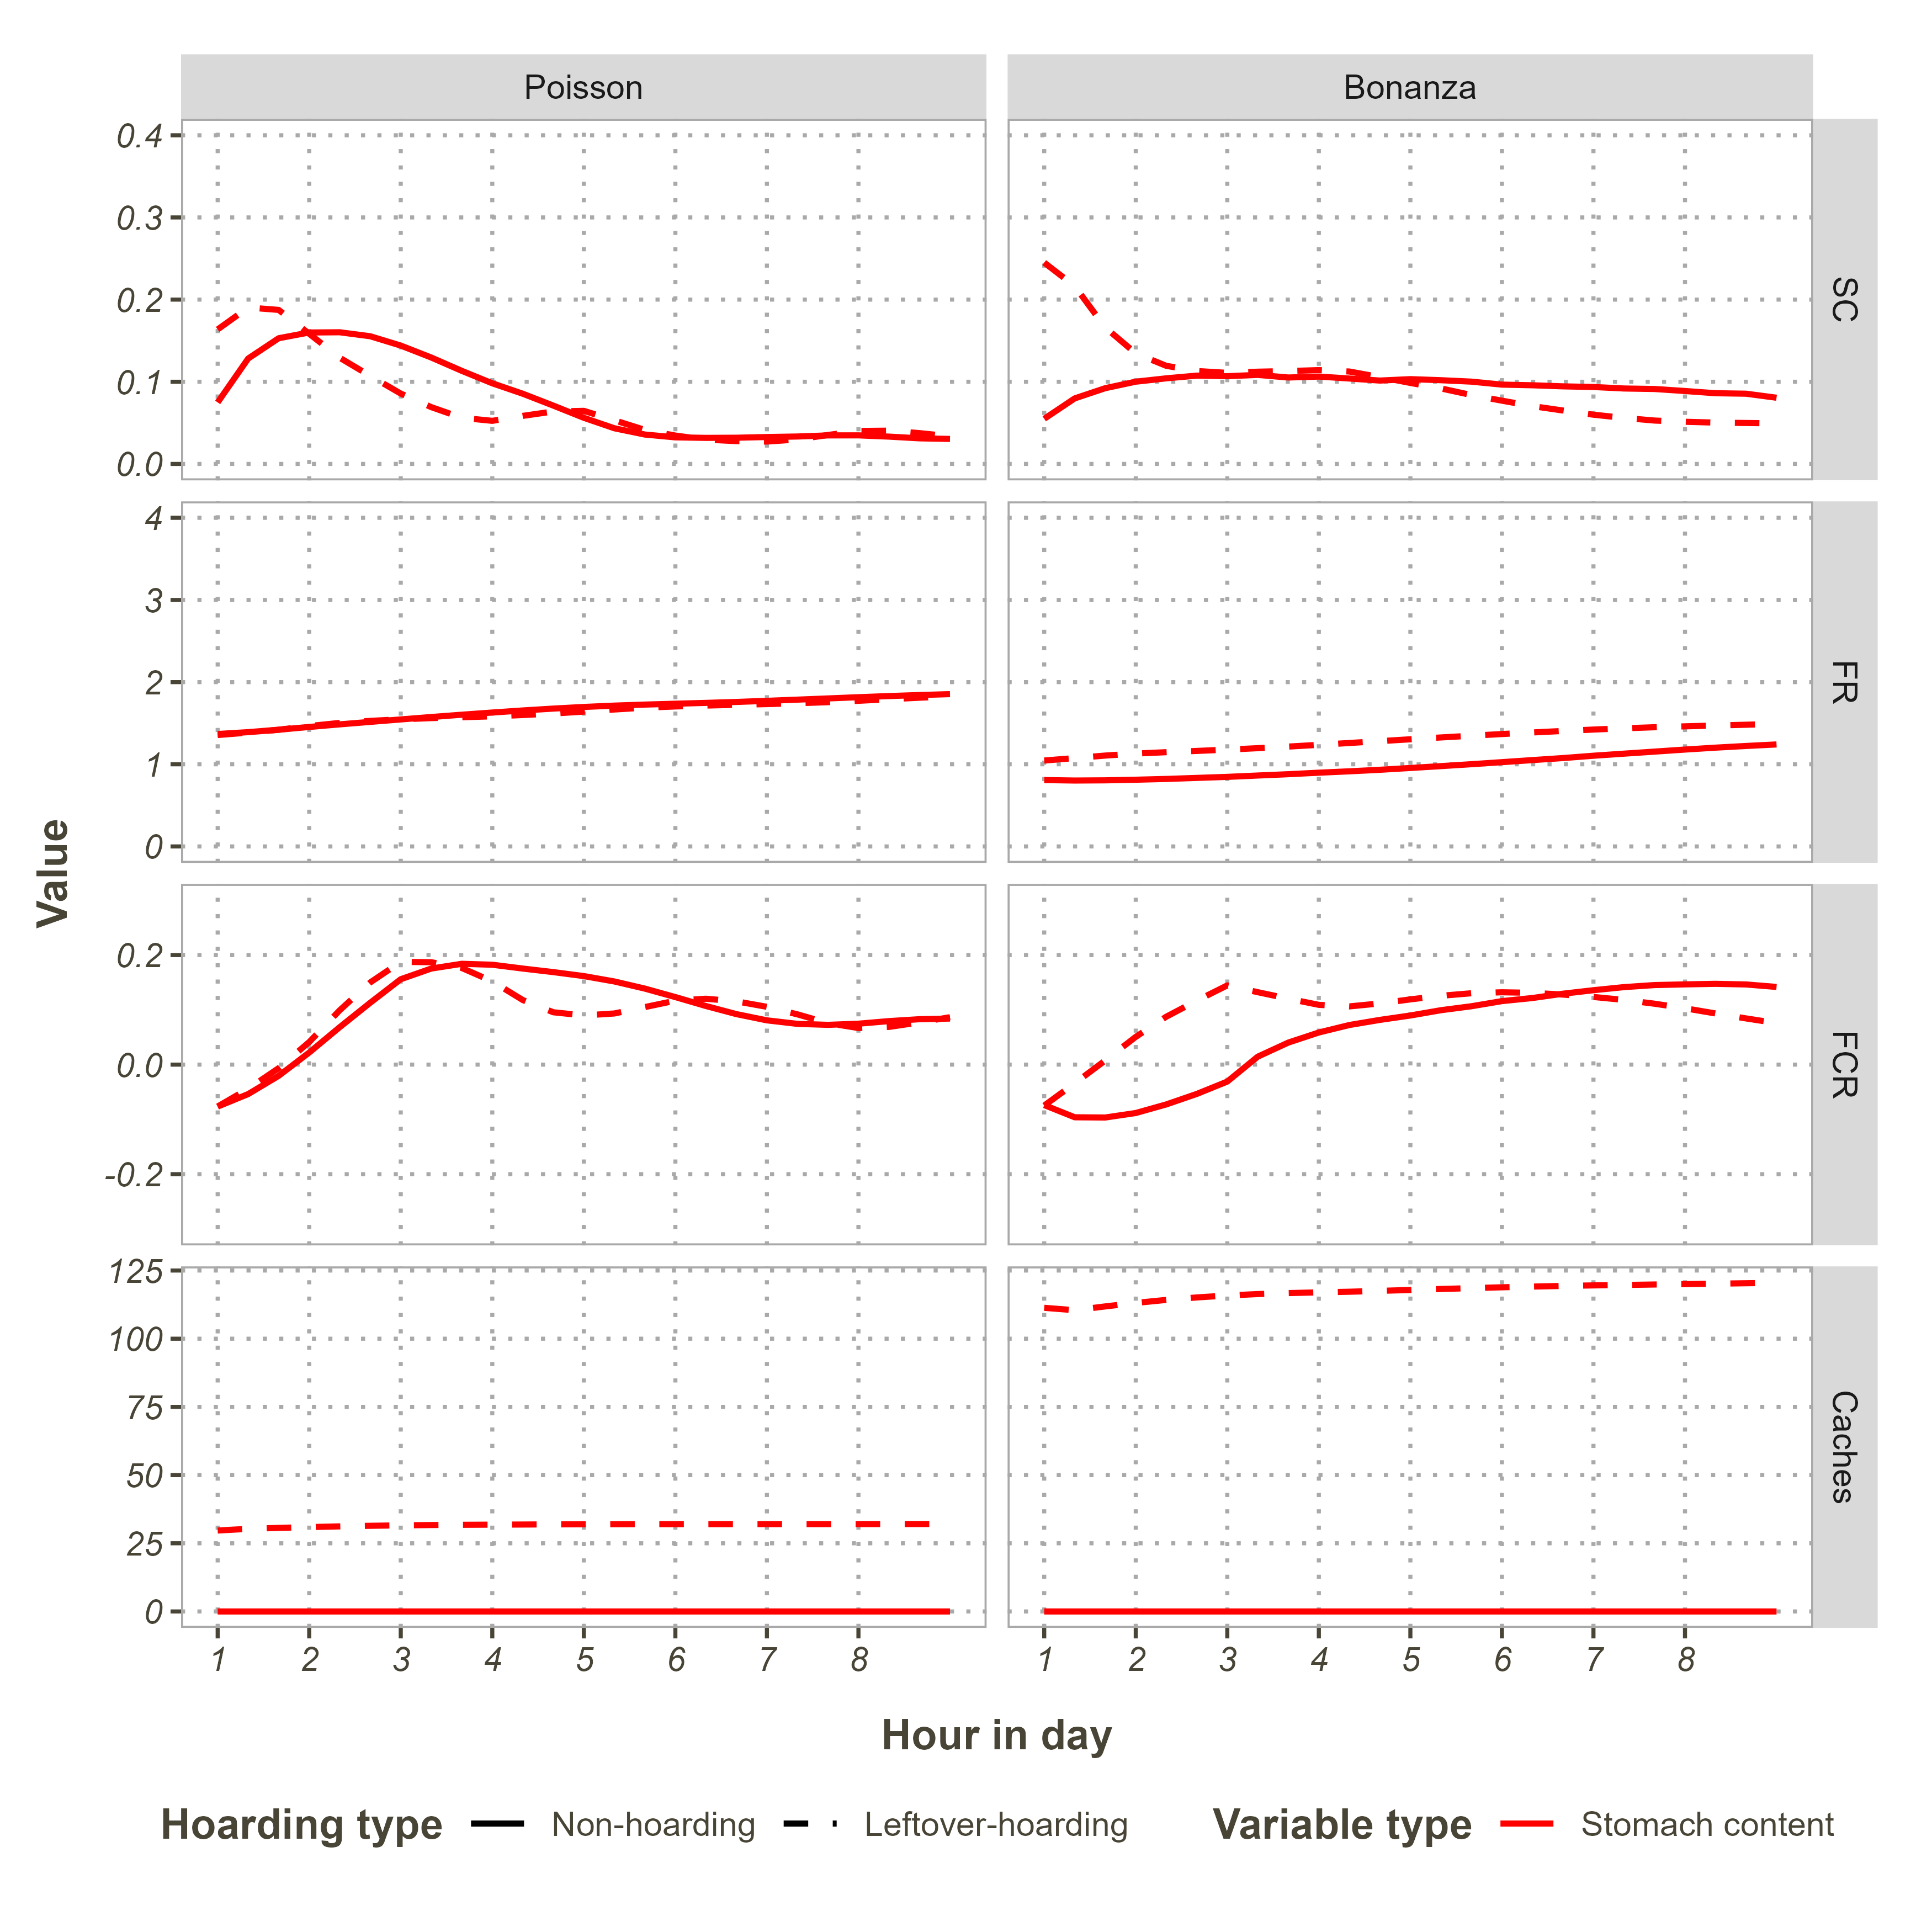 Poisson Bonanza
0.4
0.3
0.2
0.1
0.0
SC
4
3
2
1
0
FR
Value
0.2
0.0
-0.2
FCR
125
100
75
50
25
0
Caches
1 2 3 4 5 6 7 8 1 2 3 4 5 6 7 8
Hour in day
Hoarding type Non-hoarding Leftover-hoarding Variable type Stomach content